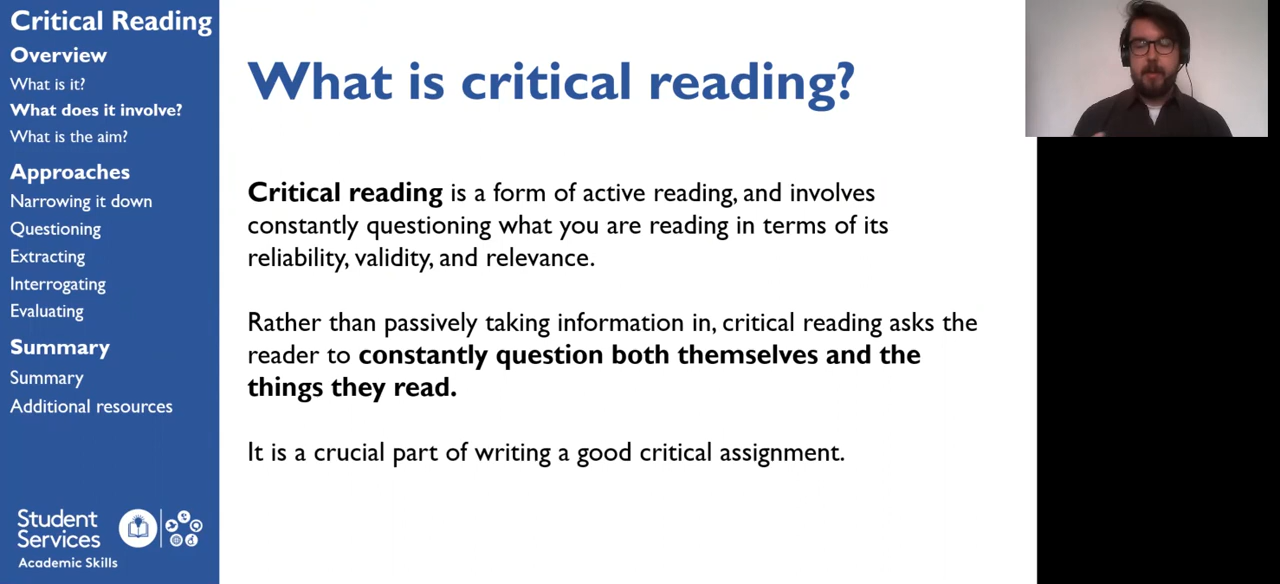 Critical Reading
Overview
What is it?
What does it involve?
What is the aim?
Approaches
Narrowing it down
Questioning
Extracting
Interrogating
Evaluating
Summary
Summary
Additional resources
Student
Services
Academic Skills
What is critical reading?
Critical reading is a form of active reading, and involves
constantly questioning what you are reading in terms of its
reliability, validity, and relevance.
Rather than passively taking information in, critical reading asks the
reader to constantly question both themselves and the
things they read.
It is a crucial part of writing a good critical assignment.